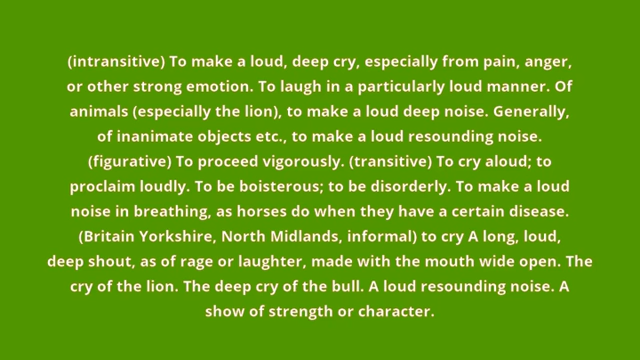 (intransitive) To make a loud, deep cry, especially from pain, anger,
or other strong emotion. To laugh in a particularly loud manner. Of
animals (especially the lion), to make a loud deep noise. Generally,
of inanimate objects etc., to make a loud resounding noise.
(figurative) To proceed vigorously. (transitive) To cry aloud; to
proclaim loudly. To be boisterous; to be disorderly. To make a loud
noise in breathing, as horses do when they have a certain disease.
(Britain Yorkshire, North Midlands, informal) to cry A long, loud,
deep shout, as of rage or laughter, made with the mouth wide open. The
cry of the lion. The deep cry of the bull. A loud resounding noise. A
show of strength or character.